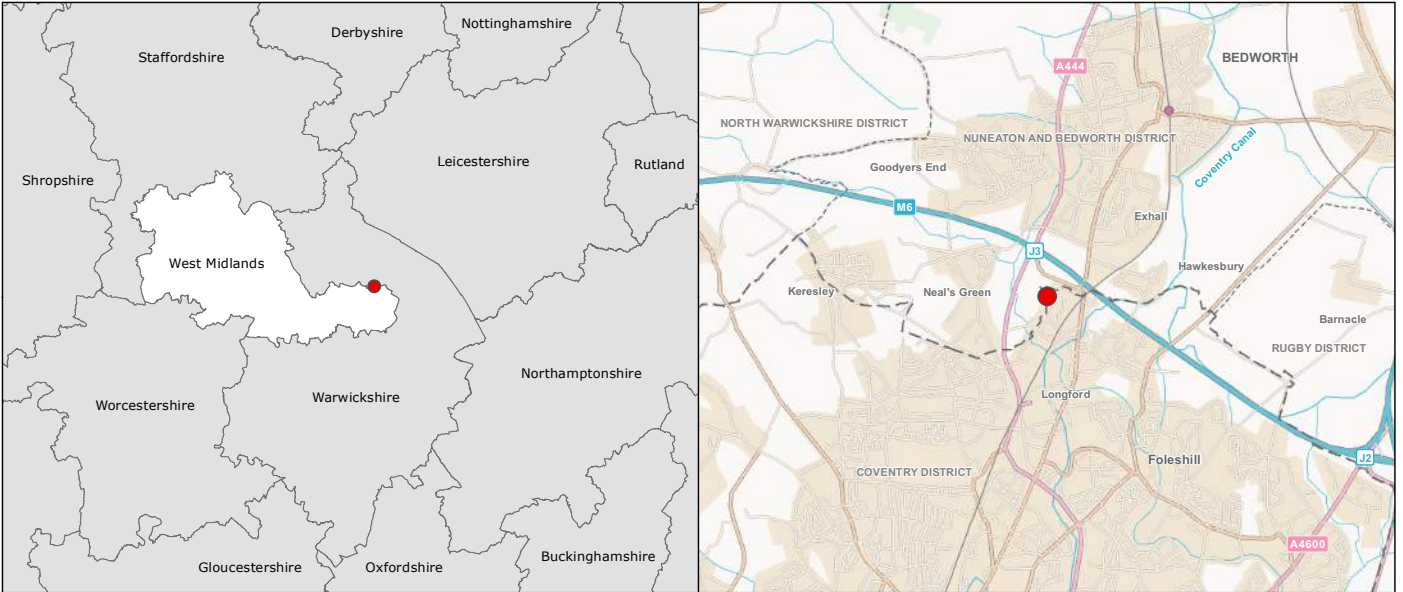 Nottinghamshire
Derbyshire
Staffordshire
Leicestershire
Rutland
Shropshire
West Midlands
Northamptonshire
Warwickshire
Worcestershire
Buckinghamshire
Gloucestershire
Oxfordshire
BEDWORTH
A444
NORTH WARWICKSHIRE DISTRICT
NUNEATON AND BEDWORTH DISTRICT
Coventry Canal
Goodyers End
M6
Exhall
J3
Hawkesbury
Keresley
Neal's Green
Barnacle
RUGBY DISTRICT
Longford
J2
Foleshill
COVENTRY DISTRICT
A4600